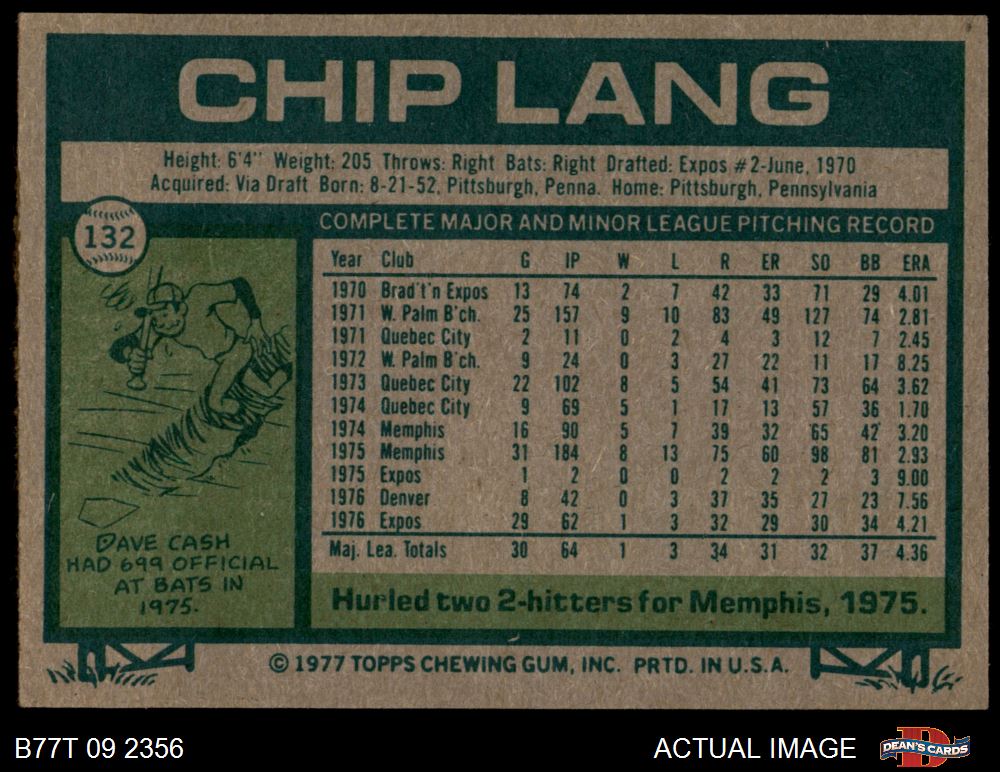 CHIP LANG
Height: 6'4" Weight: 205 Throws: Right Bats: Right Drafted: Expos #2-June, 1970
Acquired: Via Draft Born: 8-21-52, Pittsburgh, Penna. Home: Pittsburgh, Pennsylvania
132
COMPLETE MAJOR AND MINOR LEAGUE PITCHING RECORD
Year Club G IP W L R ER SO BB ERA
1970 Brad't'n Expos 13 74 2 7 42 33 71 29 4.01
1971 W. Palm B'ch. 25 157 9 10 83 49 127 74 2.81
1971 Quebec City 2 11 0 2 4 3 12 7 2.45
1972 W. Palm B'ch. 9 24 0 3 27 22 11 17 8.25
1973 Quebec City 22 102 8 5 54 41 73 64 3.62
1974 Quebec City 9 69 5 1 17 13 57 36 1.70
1974 Memphis 16 90 5 7 39 32 65 42 3.20
1975 Memphis 31 184 8 13 75 60 98 81 2.93
1975 Expos 1 2 0 0 2 2 2 3 9.00
1976 Denver 8 42 0 3 37 35 27 23 7.56
1976 Expos 29 62 1 3 32 29 30 34 4.21
Maj. Lea. Totals 30 64 1 3 34 31 32 37 4.36
DAVE CASH
HAD 699 OFFICIAL
AT BATS IN
1975.
Hurled two 2-hitters for Memphis, 1975.
© 1977 TOPPS CHEWING GUM, INC. PRTD. IN U.S.A.
B77T 09 2356
ACTUAL IMAGE
D
DEAN'S CARDS